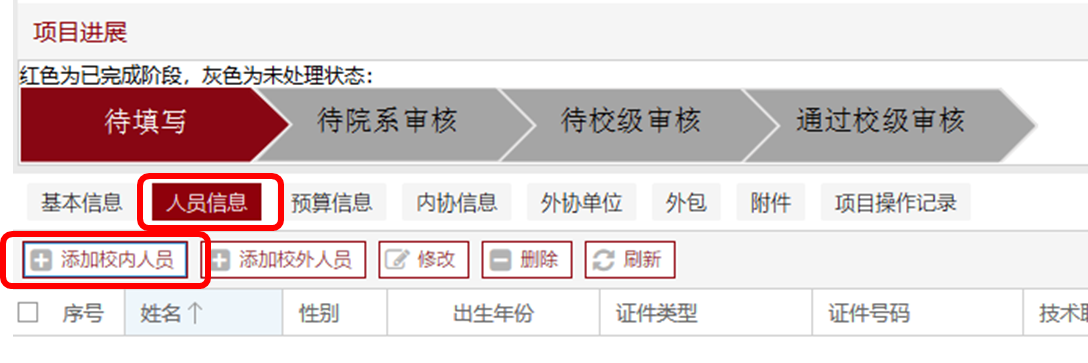 项目进展
红色为已完成阶段，灰色为未处理状态：
待填写 待院系审核 待校级审核 通过校级审核
基本信息 人员信息 预算信息 内协信息 外协单位 外包 附件 项目操作记录
添加校内人员 添加校外人员 修改 删除 刷新
序号 姓名↑ 性别 出生年份 证件类型 证件号码 技术